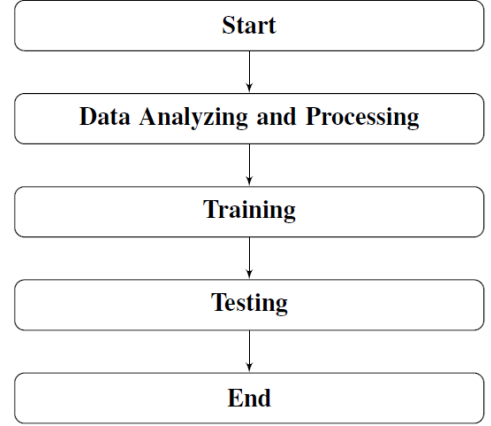 Start
Data Analyzing and Processing
Training
Testing
End